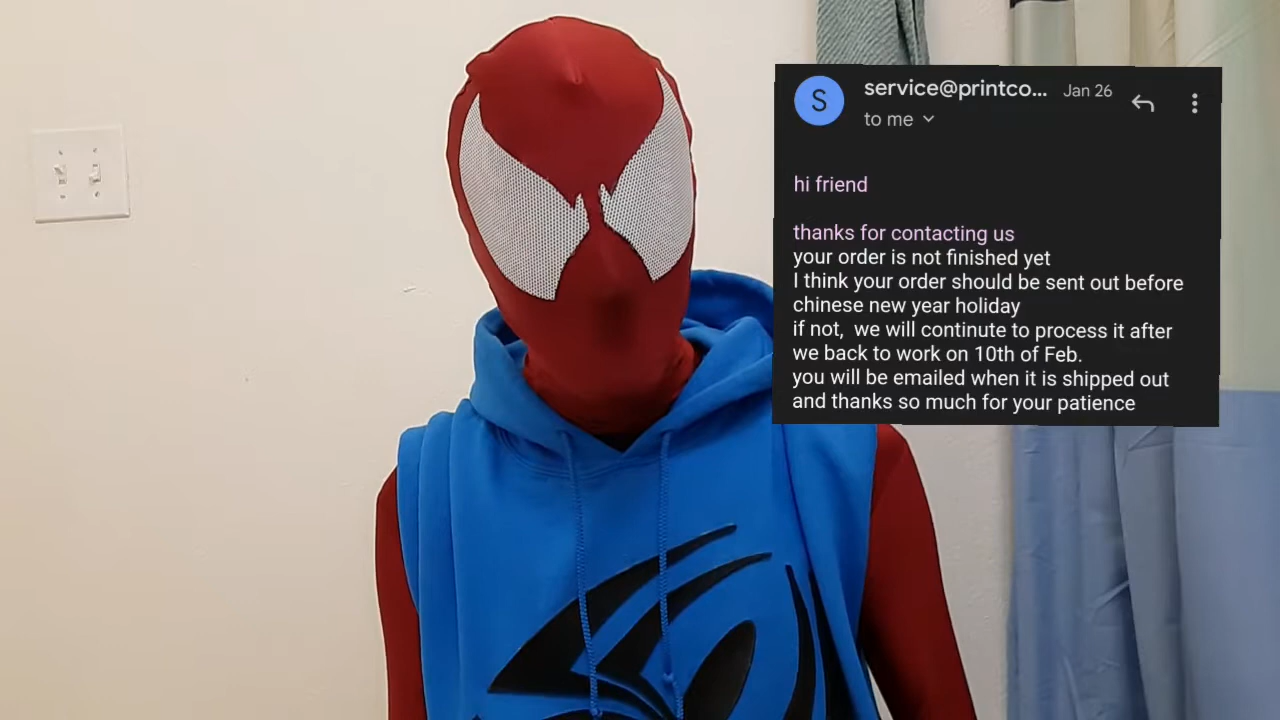 S
service@printco... Jan 26
to me
hi friend
thanks for contacting us
your order is not finished yet
I think your order should be sent out before
chinese new year holiday
if not, we will continute to process it after
we back to work on 10th of Feb.
you will be emailed when it is shipped out
and thanks so much for your patience